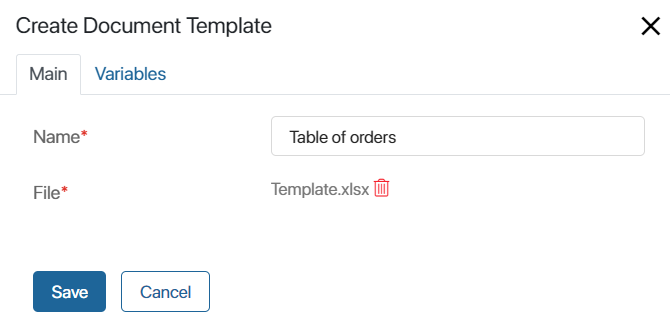 Create Document Template
Main Variables
Name* Table of orders
File* Template.xlsx
Save Cancel